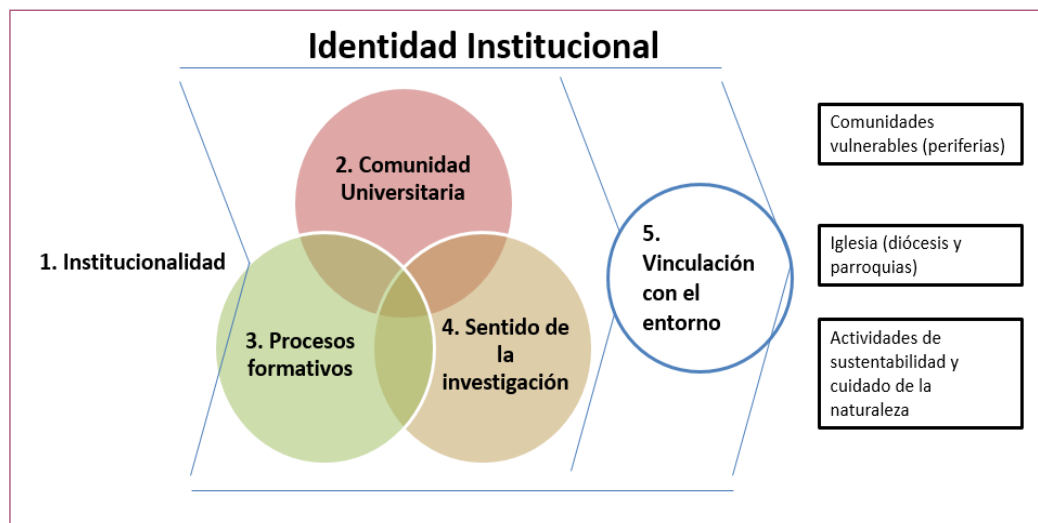 Identidad Institucional
1. Institucionalidad
2. Comunidad
Universitaria
3. Procesos
formativos
4. Sentido de
la
investigación
5.
Vinculación
con el
entorno
Comunidades
vulnerables (periferias)
Iglesia (diócesis y
parroquias)
Actividades de
sustentabilidad y
cuidado de la
naturaleza